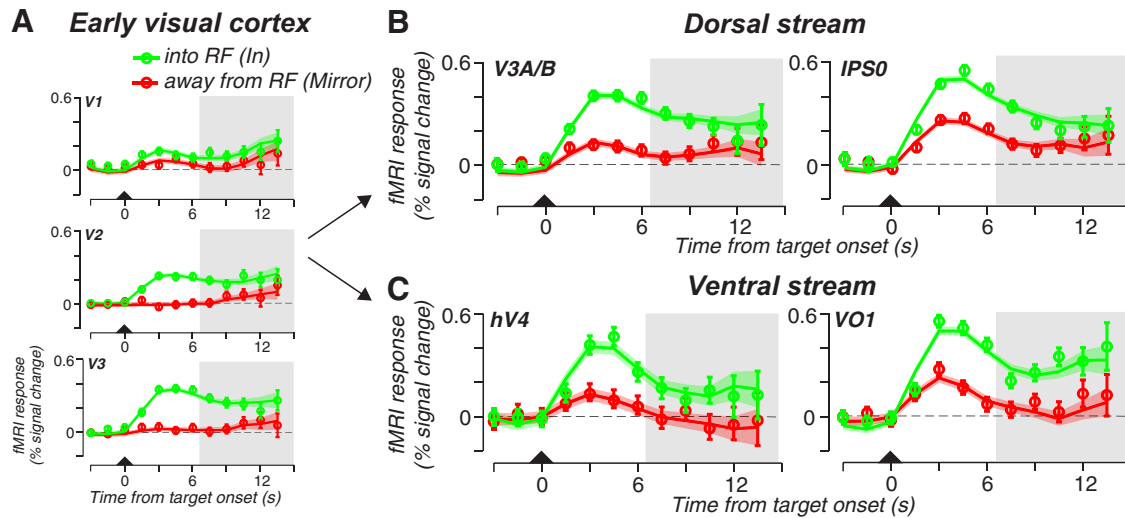 A Early visual cortex
into RF (In)
away from RF (Mirror)
0.6
V1
0
0 6 12
V2
0.6
0
0 6 12
V3
0.6
0
fMRI response
(% signal change)
0 6 12
Time from target onset (s)
B Dorsal stream
V3A/B
0.6
0
fMRI response
(% signal change)
0 6 12
IPS0
0.6
0
0 6 12
Time from target onset (s)
C Ventral stream
hV4
0.6
0
fMRI response
(% signal change)
0 6 12
VO1
0.6
0
0 6 12
Time from target onset (s)